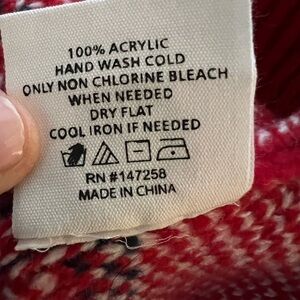 100% ACRYLIC
HAND WASH COLD
ONLY NON CHLORINE BLEACH
WHEN NEEDED
DRY FLAT
COOL IRON IF NEEDED
RN #147258
MADE IN CHINA